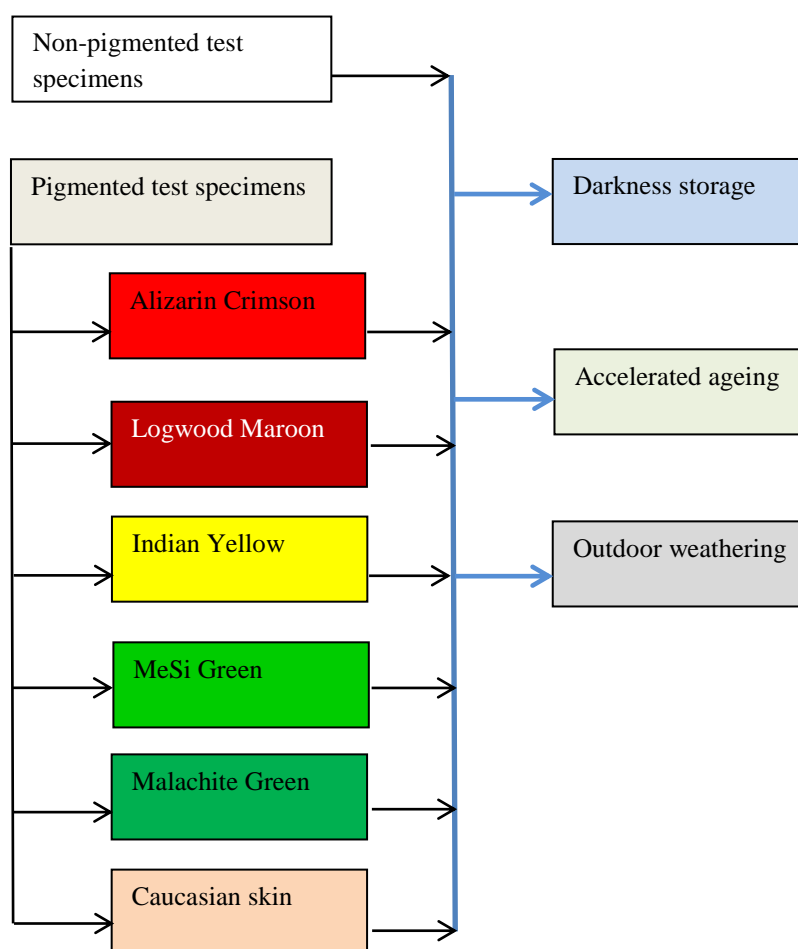 Non-pigmented test
specimens
Pigmented test specimens
Alizarin Crimson
Logwood Maroon
Indian Yellow
MeSi Green
Malachite Green
Caucasian skin
Darkness storage
Accelerated ageing
Outdoor weathering